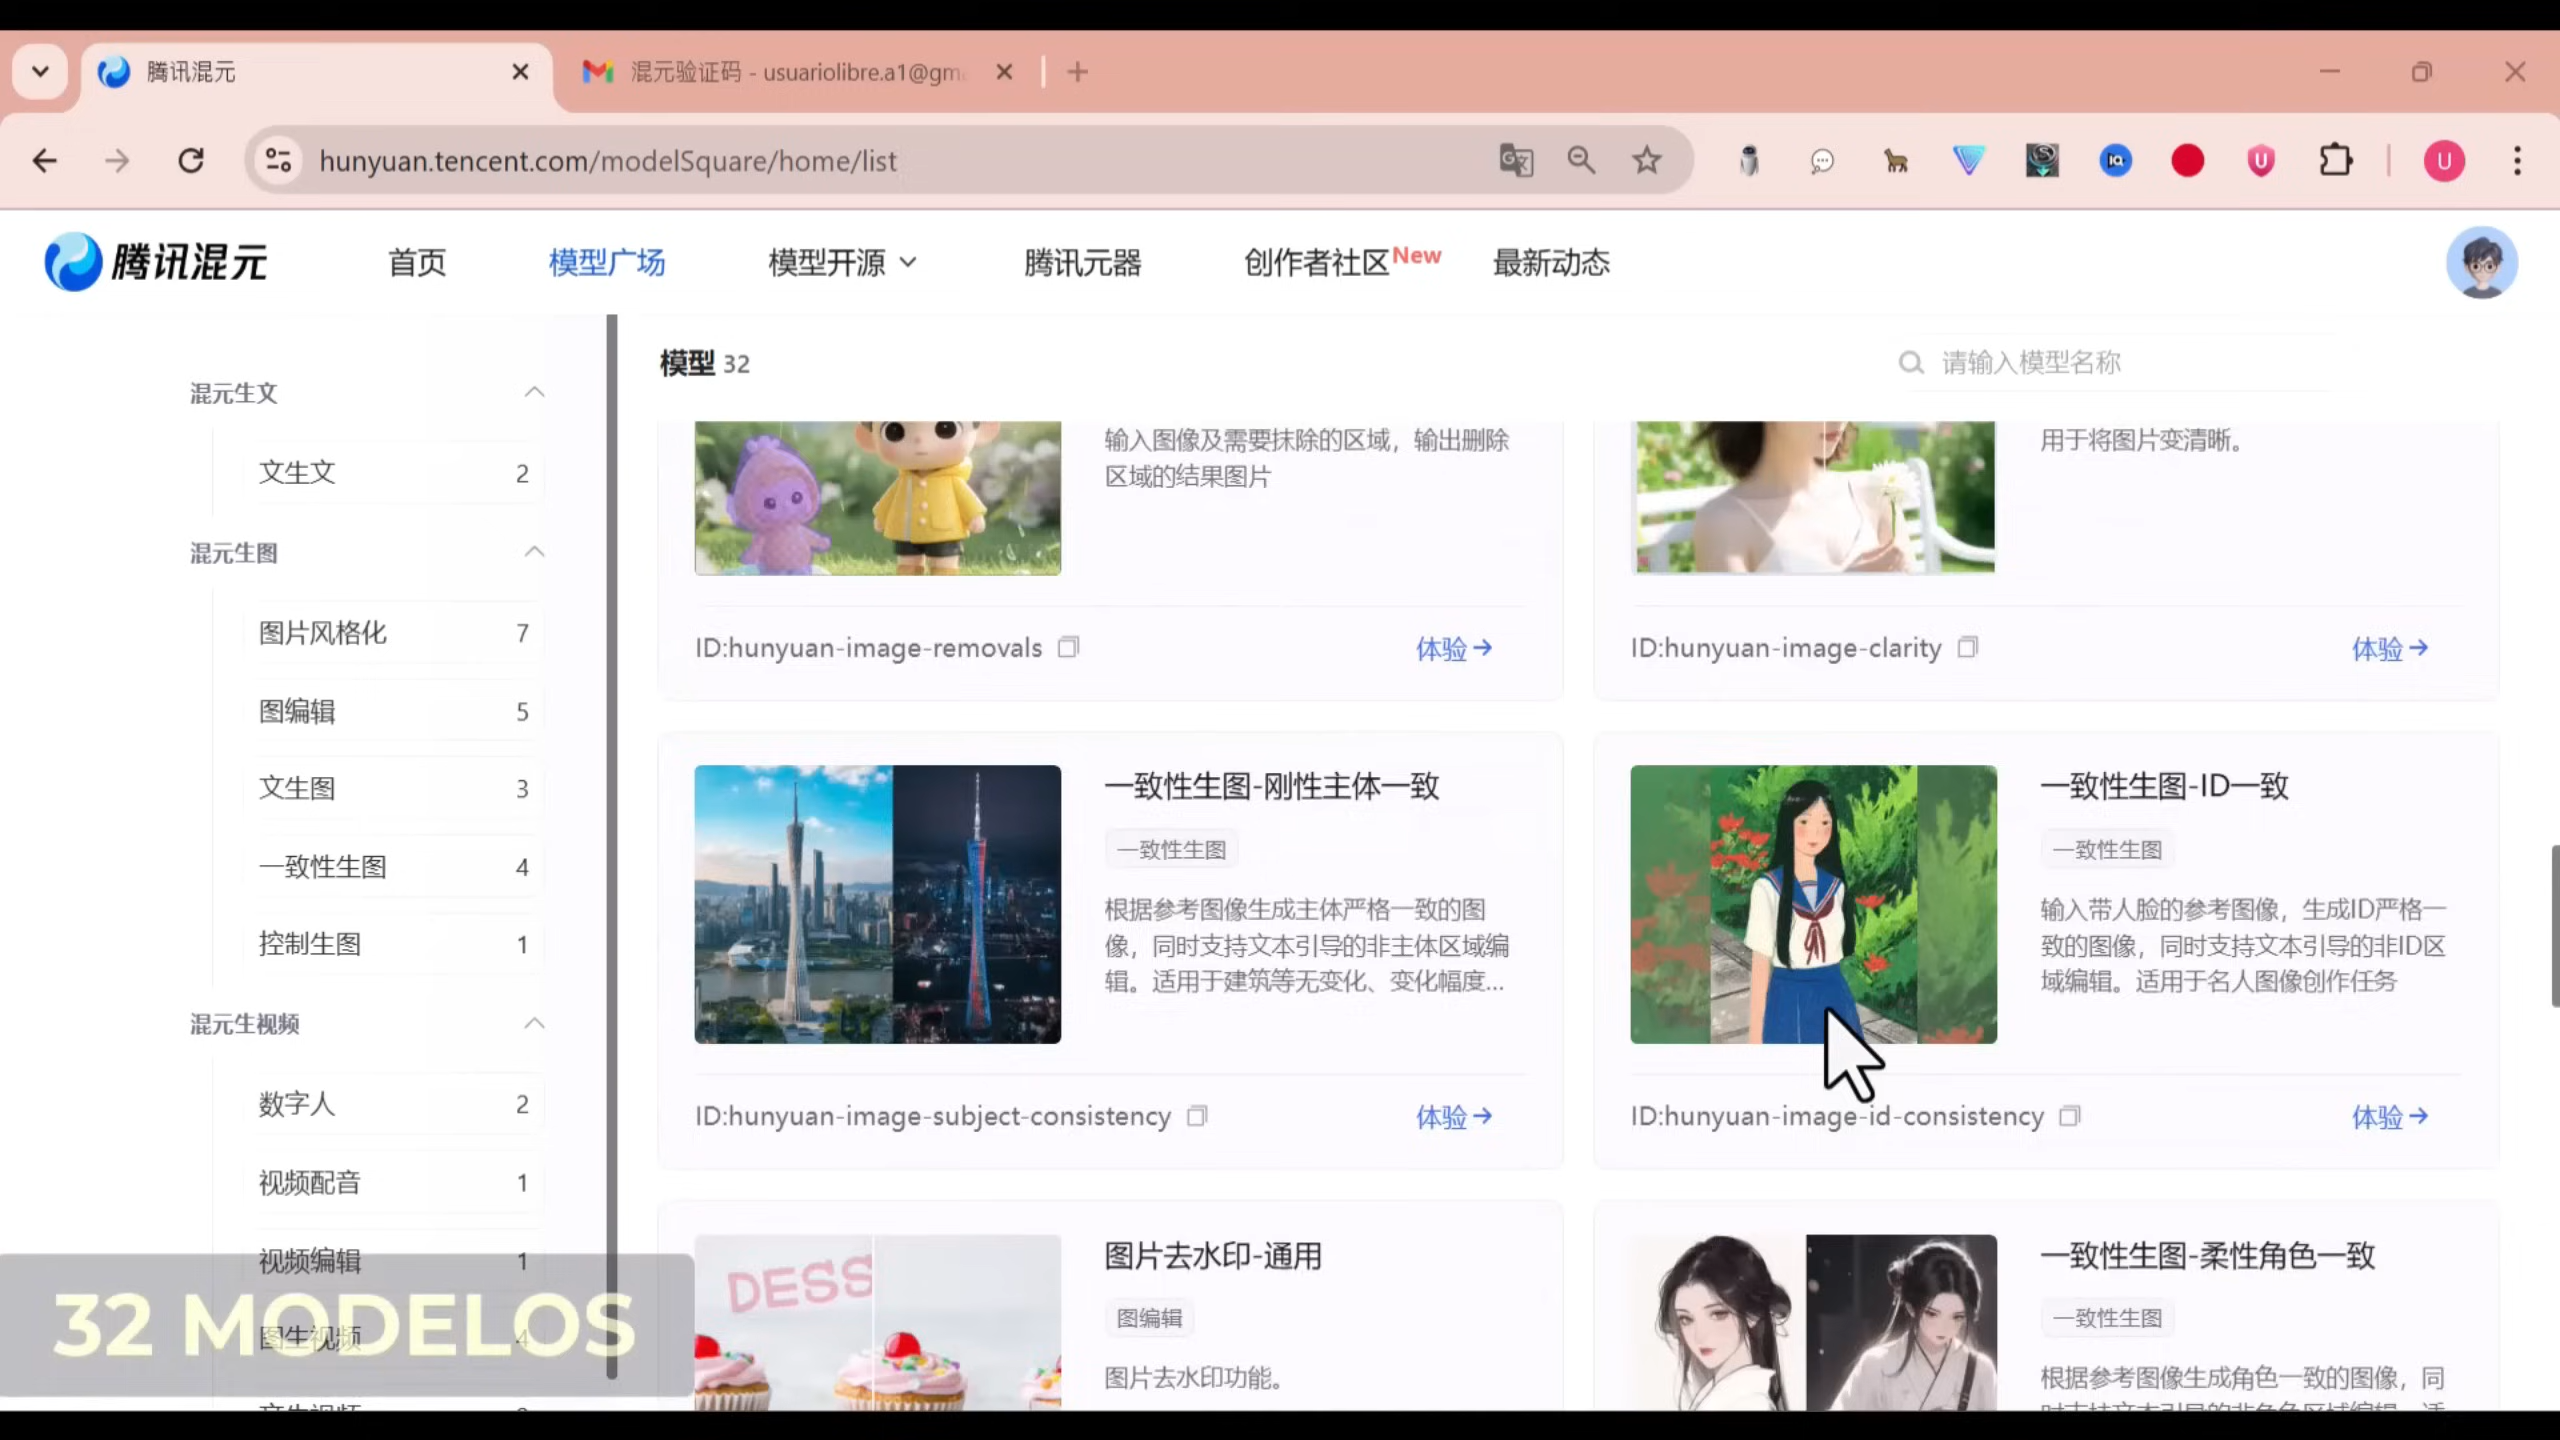 腾讯混元
混元验证码 - usuariolibre.a1@gm
hunyuan.tencent.com/modelSquare/home/list
U
腾讯混元
首页
模型广场
模型开源
腾讯元器
创作者社区New
最新动态
模型 32
请输入模型名称
混元生文
文生文 2
混元生图
图片风格化 7
图编辑 5
文生图 3
一致性生图 4
控制生图 1
混元生视频
数字人 2
视频配音 1
视频编辑 1
图生视频 4
32 MODELOS
输入图像及需要抹除的区域，输出删除
区域的结果图片
ID:hunyuan-image-removals
体验→
用于将图片变清晰。
ID:hunyuan-image-clarity
体验→
一致性生图-刚性主体一致
一致性生图
根据参考图像生成主体严格一致的图
像，同时支持文本引导的非主体区域编
辑。适用于建筑等无变化、变化幅度...
ID:hunyuan-image-subject-consistency
体验→
一致性生图-ID一致
一致性生图
输入带人脸的参考图像，生成ID严格一
致的图像，同时支持文本引导的非ID区
域编辑。适用于名人图像创作任务
ID:hunyuan-image-id-consistency
体验→
DESS
图片去水印-通用
图编辑
图片去水印功能。
一致性生图-柔性角色一致
一致性生图
根据参考图像生成角色一致的图像，同